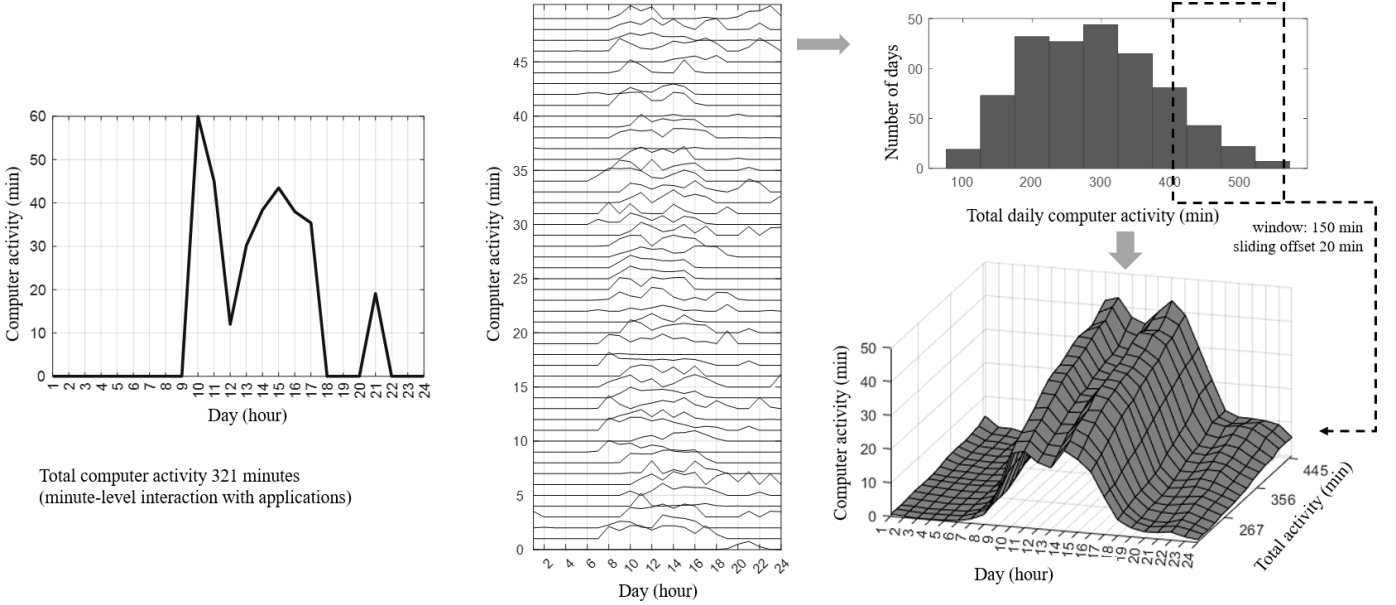 60
50
40
30
20
10
0
1 2 3 4 5 6 7 8 9 10 11 12 13 14 15 16 17 18 19 20 21 22 23 24
Computer activity (min)
Day (hour)
Total computer activity 321 minutes
(minute-level interaction with applications)
45
40
35
30
25
20
15
10
5
0
2 4 6 8 10 12 14 16 18 20 22 24
Computer activity (min)
Day (hour)
50
00
50
0
100 200 300 400 500
Number of days
Total daily computer activity (min)
window: 150 min
sliding offset 20 min
50
40
30
20
10
0
1 2 3 4 5 6 7 8 9 10 11 12 13 14 15 16 17 18 19 20 21 22 23 24
Computer activity (min)
Day (hour)
445
356
267
Total activity (min)